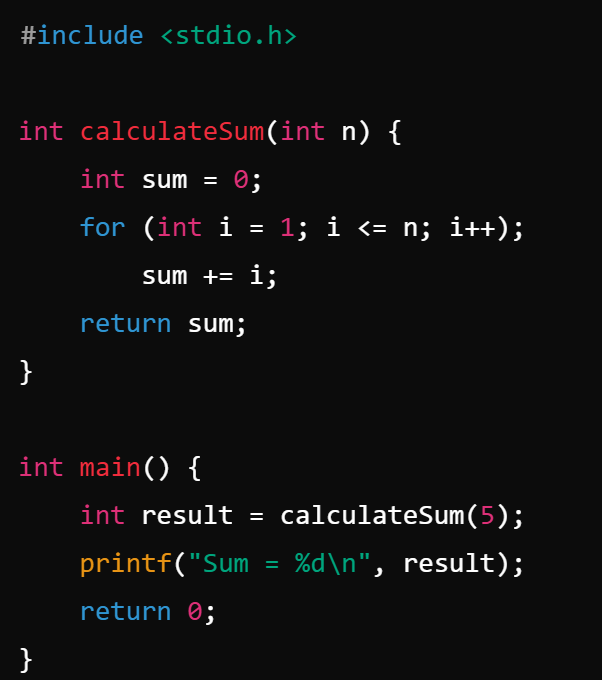 #include <stdio.h>

int calculateSum(int n) {
    int sum = 0;
    for (int i = 1; i <= n; i++);
        sum += i;
    return sum;
}

int main() {
    int result = calculateSum(5);
    printf("Sum = %d\n", result);
    return 0;
}